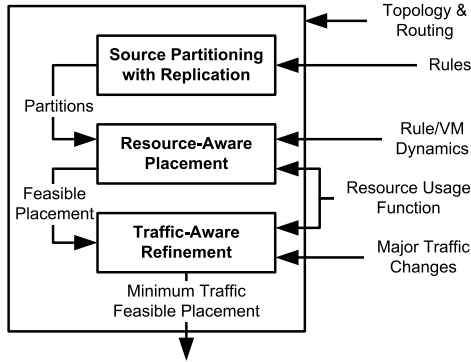 Topology &
Routing
Source Partitioning
with Replication
Rules
Partitions
Resource-Aware
Placement
Rule/VM
Dynamics
Feasible
Placement
Resource Usage
Function
Traffic-Aware
Refinement
Major Traffic
Changes
Minimum Traffic
Feasible Placement